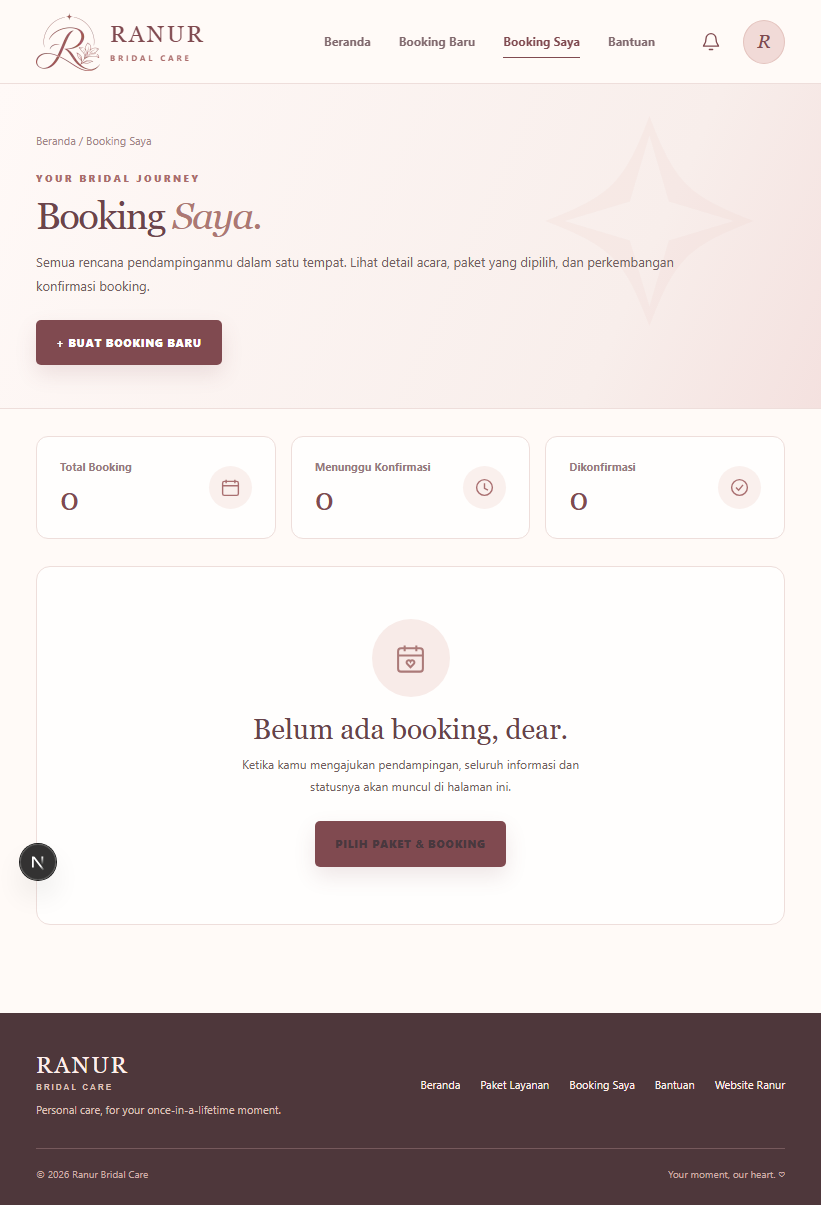 RANUR
BRIDAL CARE
Beranda
Booking Baru
Booking Saya
Bantuan
R
Beranda / Booking Saya
YOUR BRIDAL JOURNEY
Booking Saya.
Semua rencana pendampinganmu dalam satu tempat. Lihat detail acara, paket yang dipilih, dan perkembangan
konfirmasi booking.
+ BUAT BOOKING BARU
Total Booking
0
Menunggu Konfirmasi
0
Dikonfirmasi
0
Belum ada booking, dear.
Ketika kamu mengajukan pendampingan, seluruh informasi dan
statusnya akan muncul di halaman ini.
PILIH PAKET & BOOKING
N
RANUR
BRIDAL CARE
Personal care, for your once-in-a-lifetime moment.
Beranda
Paket Layanan
Booking Saya
Bantuan
Website Ranur
© 2026 Ranur Bridal Care
Your moment, our heart. ♡